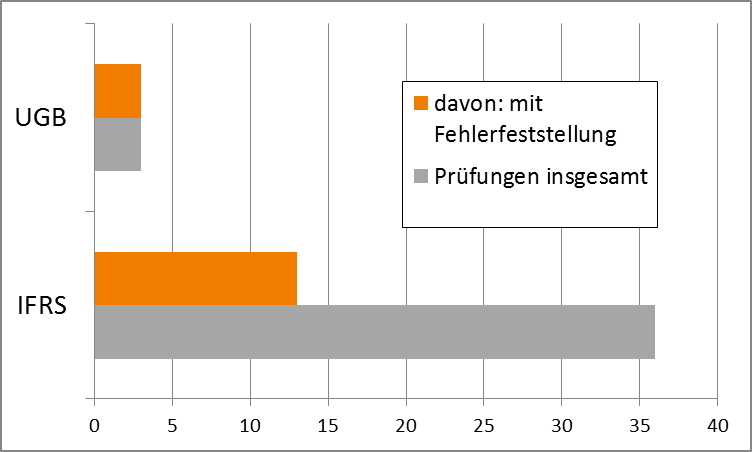 UGB
davon: mit
Fehlerfeststellung
Prüfungen insgesamt
IFRS
0 5 10 15 20 25 30 35 40